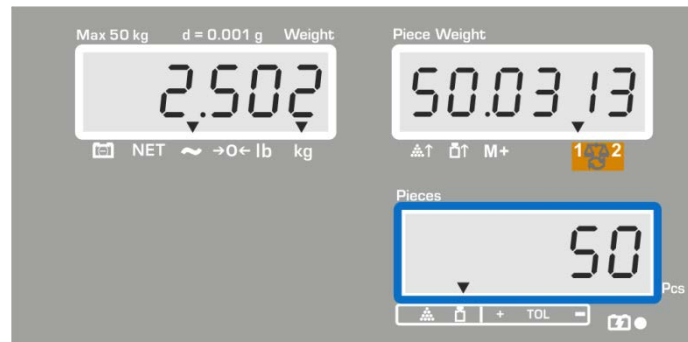 Max 50 kg d = 0.001 g Weight
2.502
NET →O← lb kg
Piece Weight
50.0313
M+
1 2
Pieces
50
Pcs
+ TOL -